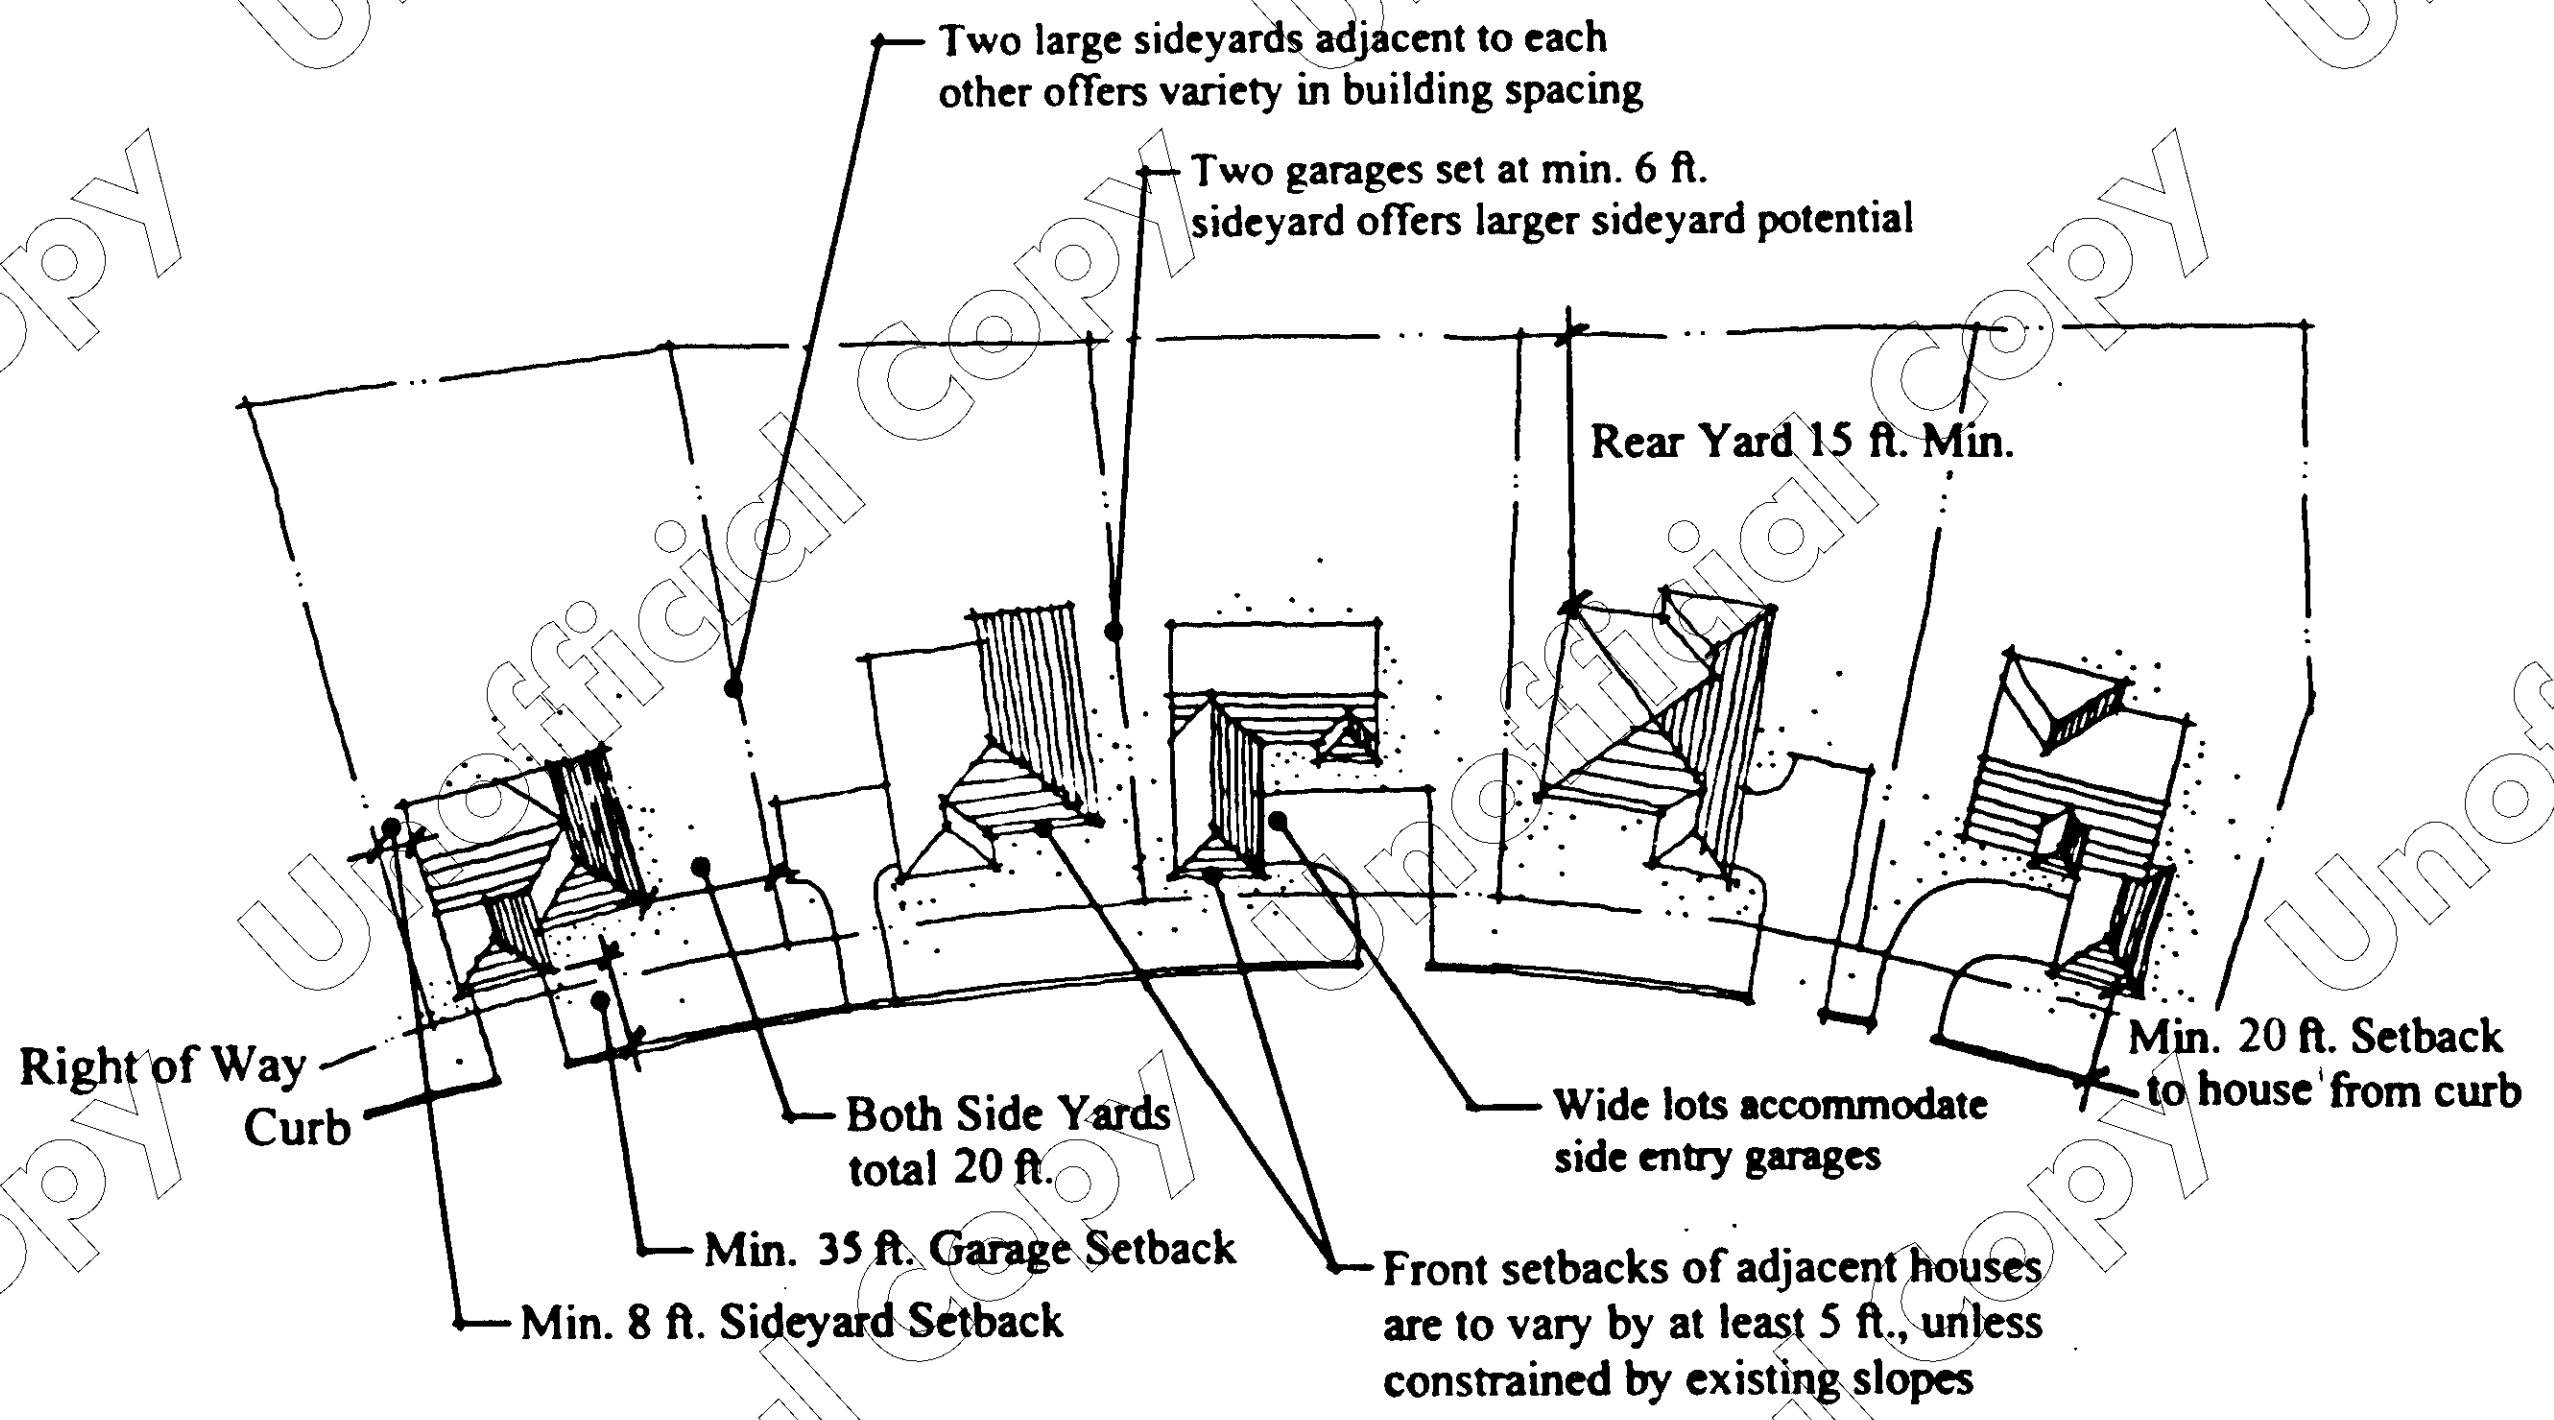 Two large sideyards adjacent to each
other offers variety in building spacing
Two garages set at min. 6 ft.
sideyard offers larger sideyard potential
Rear Yard 15 ft. Min.
Right of Way
Curb
Min. 20 ft. Setback
to house from curb
Both Side Yards
total 20 ft.
Wide lots accommodate
side entry garages
Min. 35 ft. Garage Setback
Min. 8 ft. Sideyard Setback
Front setbacks of adjacent houses
are to vary by at least 5 ft., unless
constrained by existing slopes
Unofficial Copy
Unofficial Copy